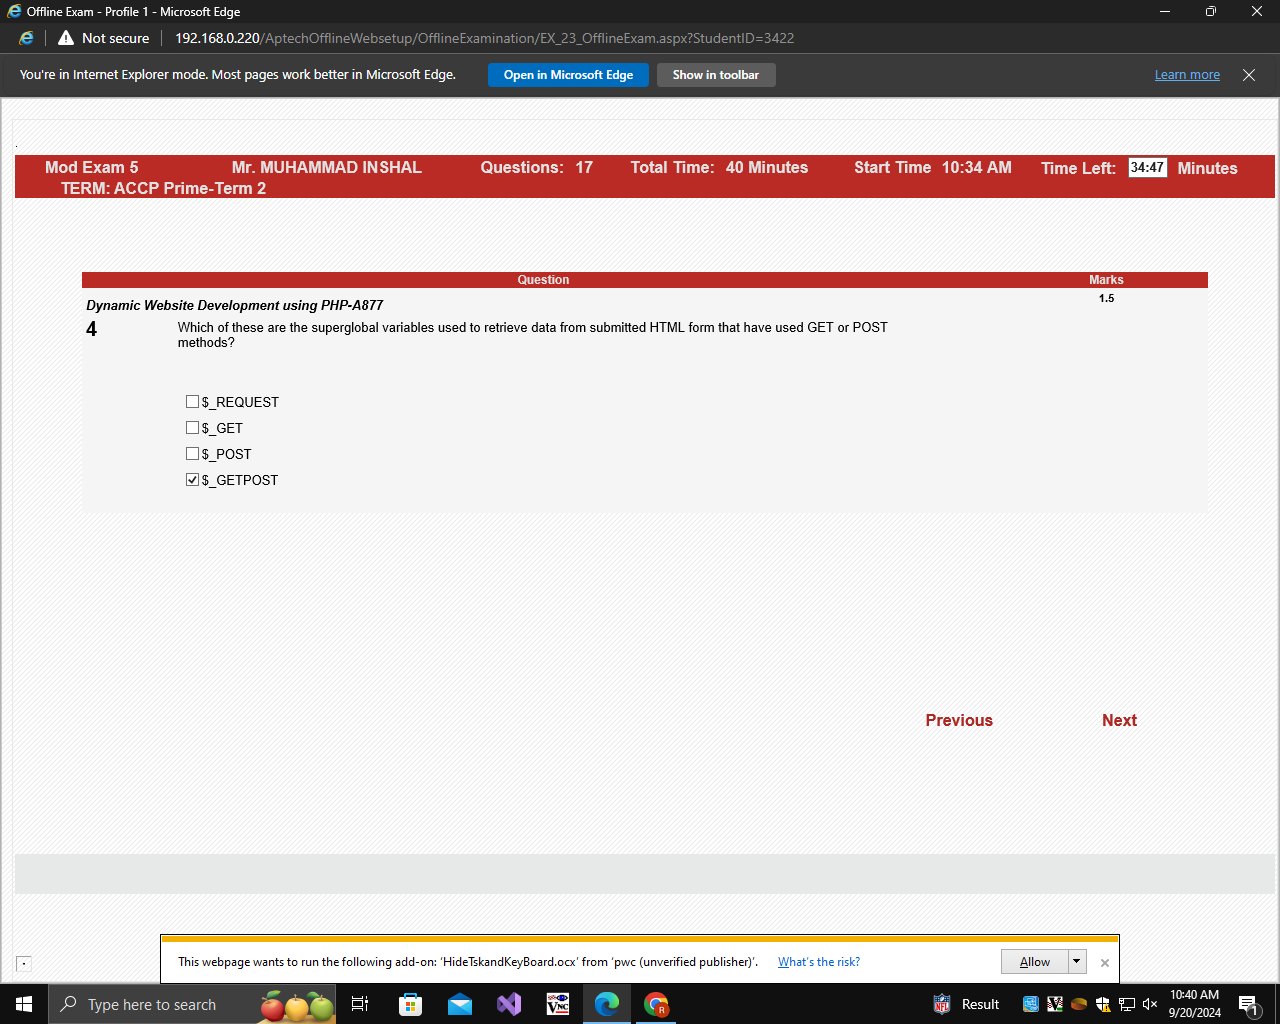 Offline Exam - Profile 1 - Microsoft Edge
Not secure 192.168.0.220/AptechOfflineWebsetup/OfflineExamination/EX_23_OfflineExam.aspx?StudentID=3422
You're in Internet Explorer mode. Most pages work better in Microsoft Edge. Open in Microsoft Edge Show in toolbar Learn more
.
Mod Exam 5 Mr. MUHAMMAD INSHAL Questions: 17 Total Time: 40 Minutes Start Time 10:34 AM Time Left: 34:47 Minutes
TERM: ACCP Prime-Term 2
Question Marks
Dynamic Website Development using PHP-A877 1.5
4 Which of these are the superglobal variables used to retrieve data from submitted HTML form that have used GET or POST
methods?
$_REQUEST
$_GET
$_POST
$_GETPOST
Previous Next
This webpage wants to run the following add-on: 'HideTskandKeyBoard.ocx' from 'pwc (unverified publisher)'. What's the risk? Allow
Type here to search Result 10:40 AM
9/20/2024 1